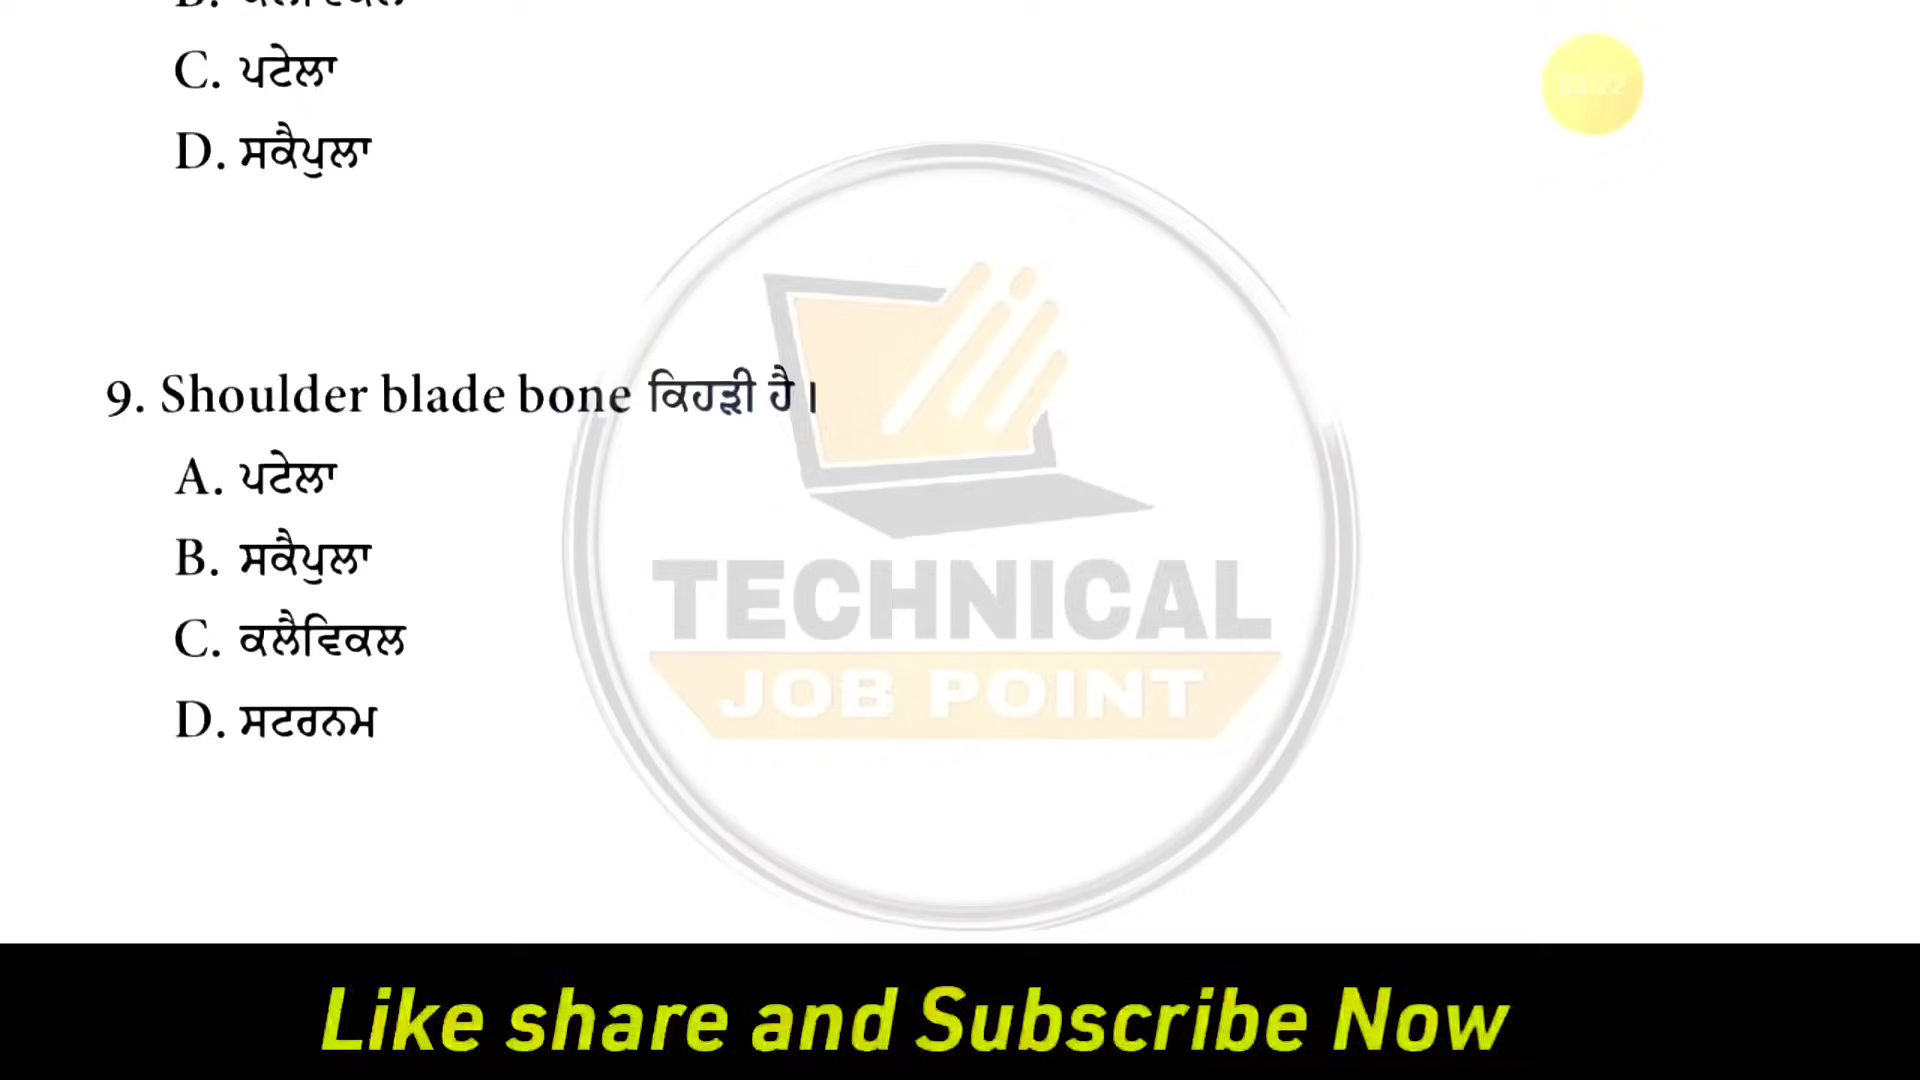 C. ਪਟੇਲਾ
D. ਸਕੈਪੁਲਾ
9. Shoulder blade bone ਕਿਹੜੀ ਹੈ।
A. ਪਟੇਲਾ
B. ਸਕੈਪੁਲਾ
C. ਕਲੈਵਿਕਲ
D. ਸਟਰਨਮ
TECHNICAL
JOB POINT
Like share and Subscribe Now